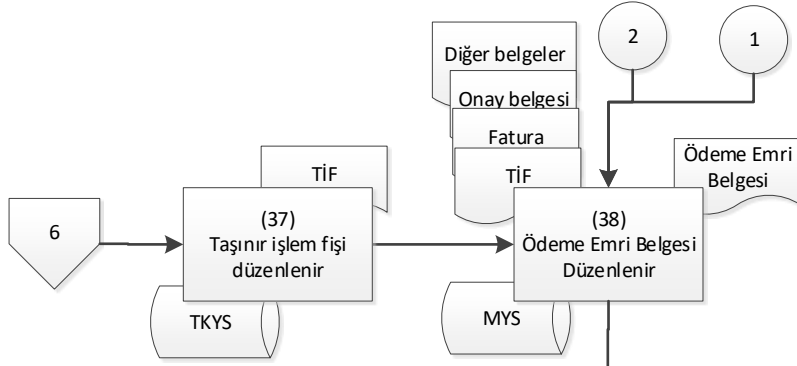 2
1
Diğer belgeler
Onay belgesi
Fatura
TİF
Ödeme Emri
Belgesi
TİF
6
(37)
Taşınır işlem fişi
düzenlenir
(38)
Ödeme Emri Belgesi
Düzenlenir
TKYS
MYS